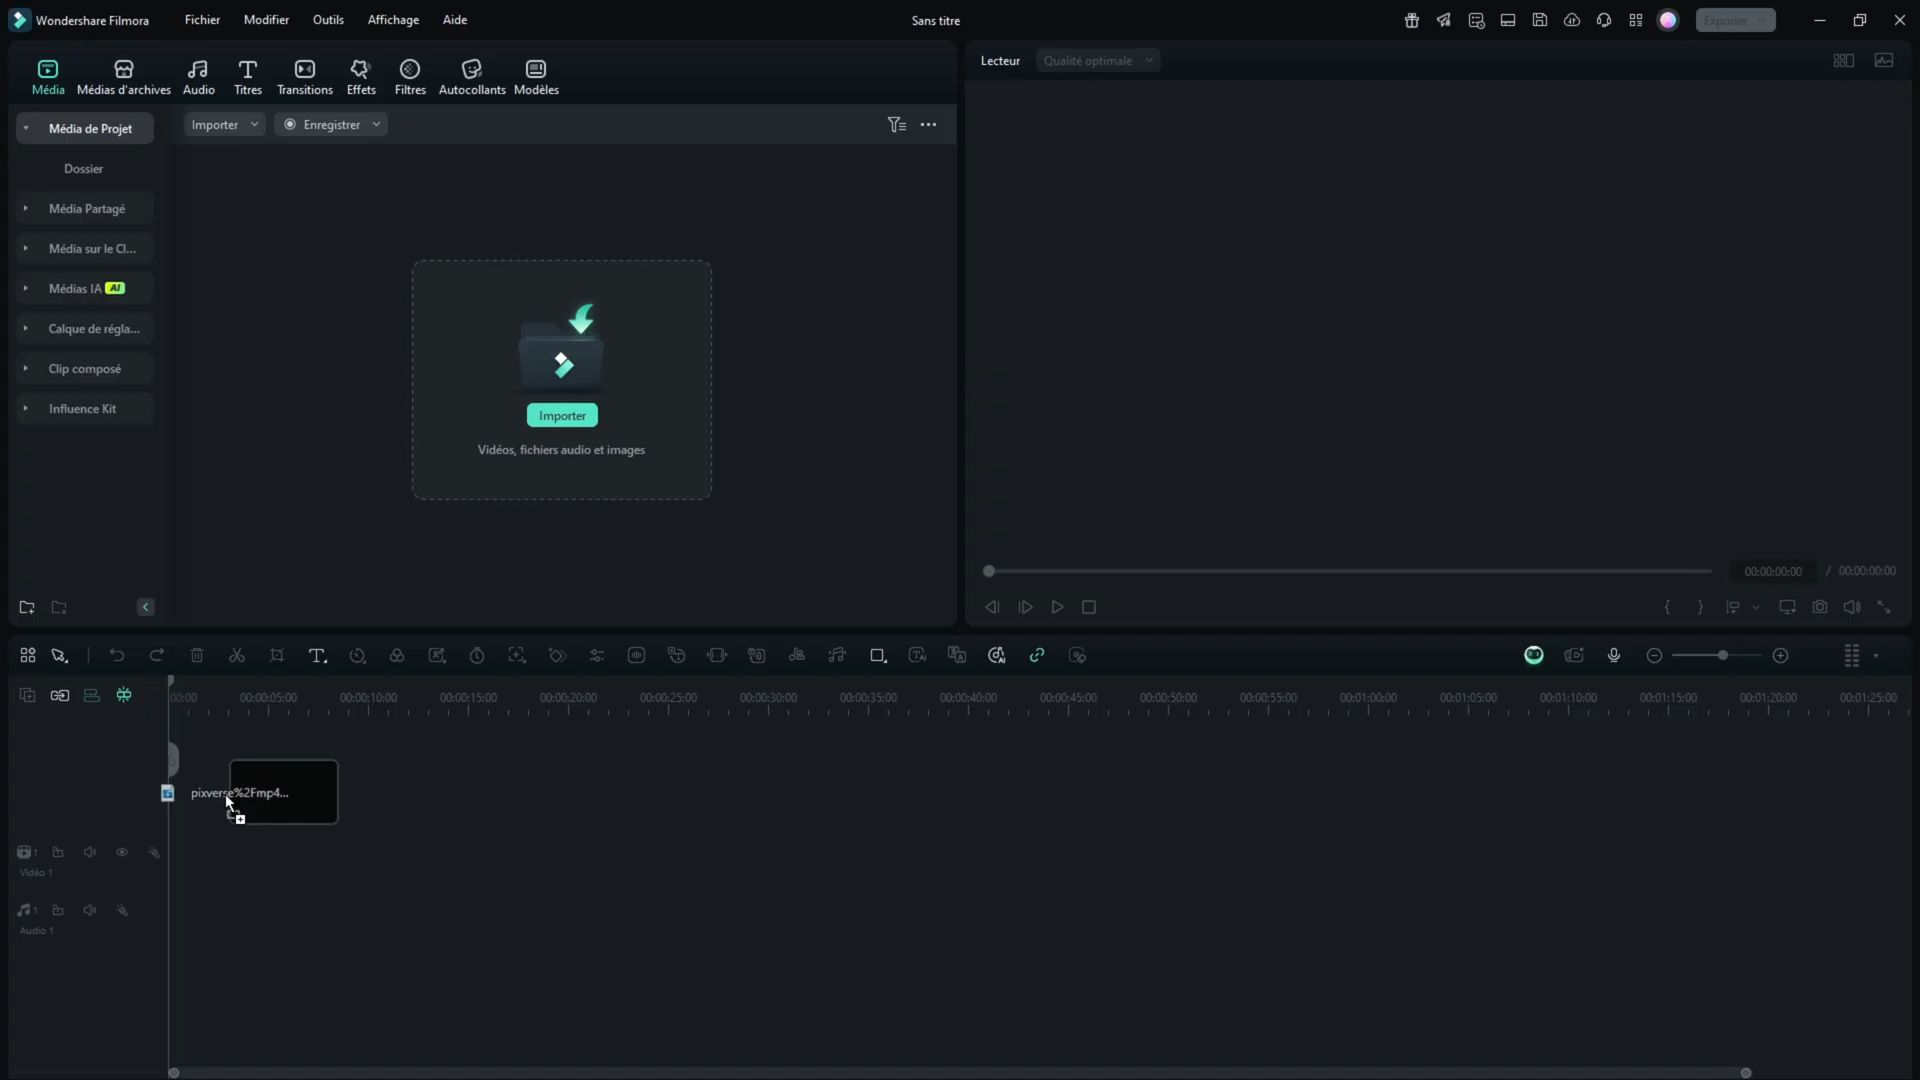 Wondershare Filmora
Fichier
Modifier
Outils
Affichage
Aide
Sans titre
Exporter
Média
Médias d'archives
Audio
Titres
Transitions
Effets
Filtres
Autocollants
Modèles
Lecteur
Qualité optimale
Média de Projet
Importer
Enregistrer
Dossier
Média Partagé
Média sur le Cl...
Médias IA AI
Calque de régla...
Clip composé
Influence Kit
Importer
Vidéos, fichiers audio et images
00:00:00:00 / 00:00:00:00
00:00 00:00:05:00 00:00:10:00 00:00:15:00 00:00:20:00 00:00:25:00 00:00:30:00 00:00:35:00 00:00:40:00 00:00:45:00 00:00:50:00 00:00:55:00 00:01:00:00 00:01:05:00 00:01:10:00 00:01:15:00 00:01:20:00 00:01:25:00
pixverse%2Fmp4...
1
Vidéo 1
1
Audio 1